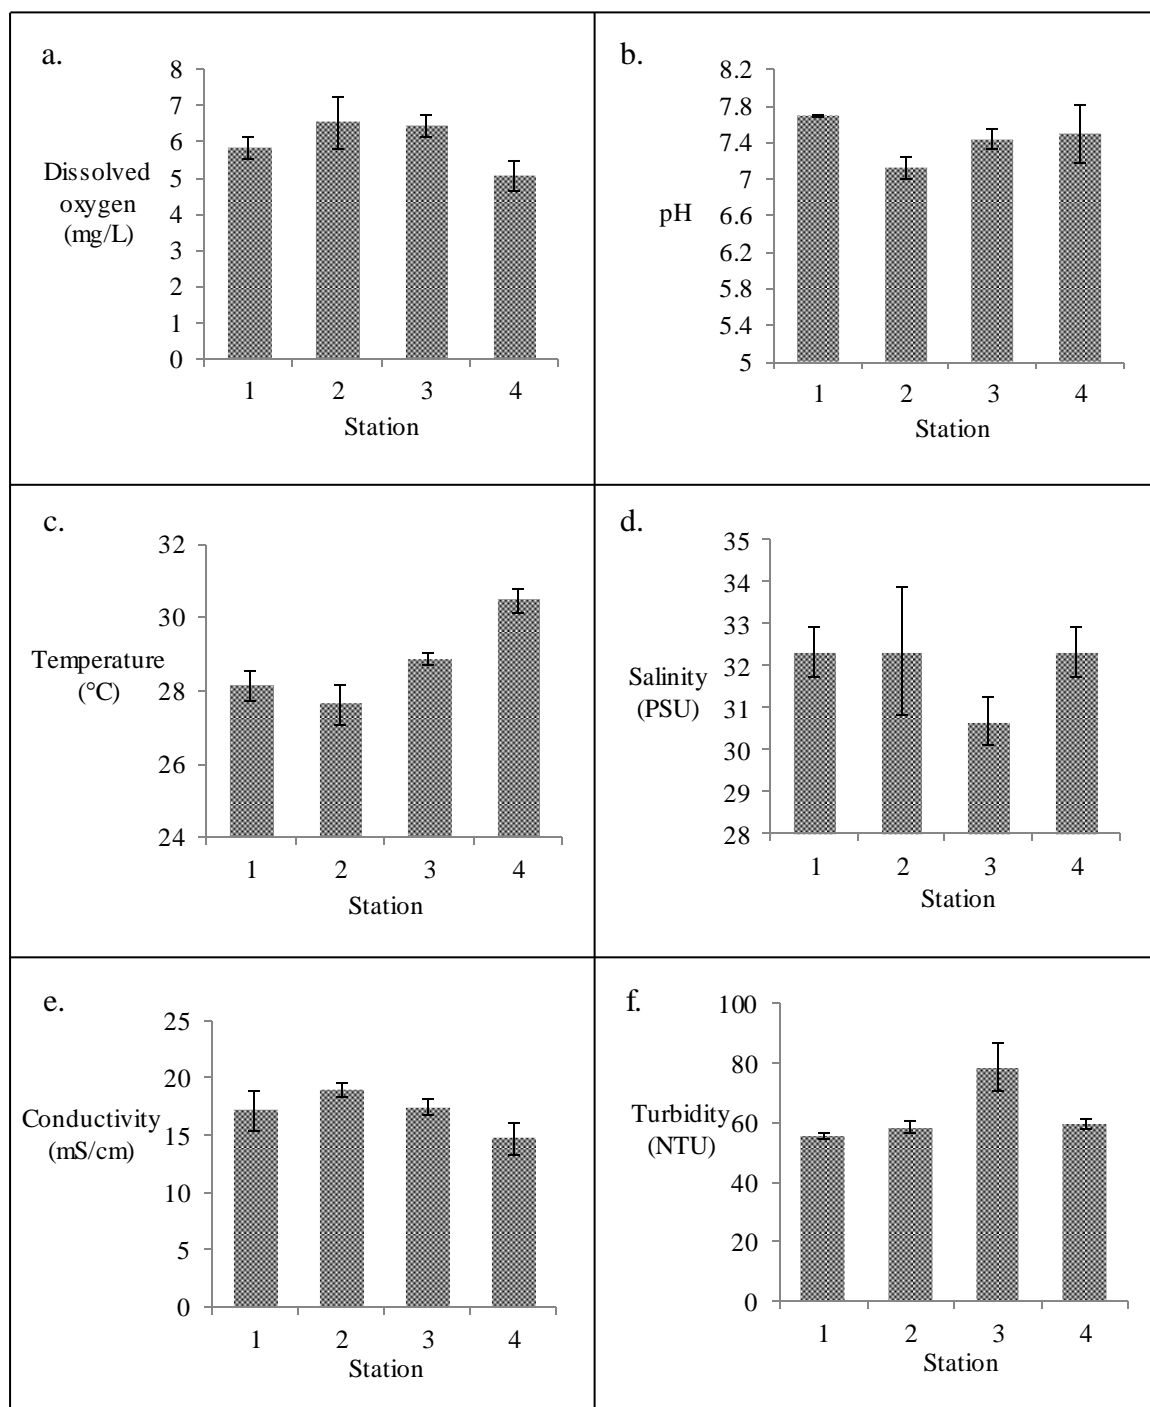 a.
8
7
6
5
4
3
2
1
0
Dissolved
oxygen
(mg/L)
1 2 3 4
Station
b.
8.2
7.8
7.4
7
6.6
6.2
5.8
5.4
5
pH
1 2 3 4
Station
c.
32
30
28
26
24
Temperature
(°C)
1 2 3 4
Station
d.
35
34
33
32
31
30
29
28
Salinity
(PSU)
1 2 3 4
Station
e.
25
20
15
10
5
0
Conductivity
(mS/cm)
1 2 3 4
Station
f.
100
80
60
40
20
0
Turbidity
(NTU)
1 2 3 4
Station